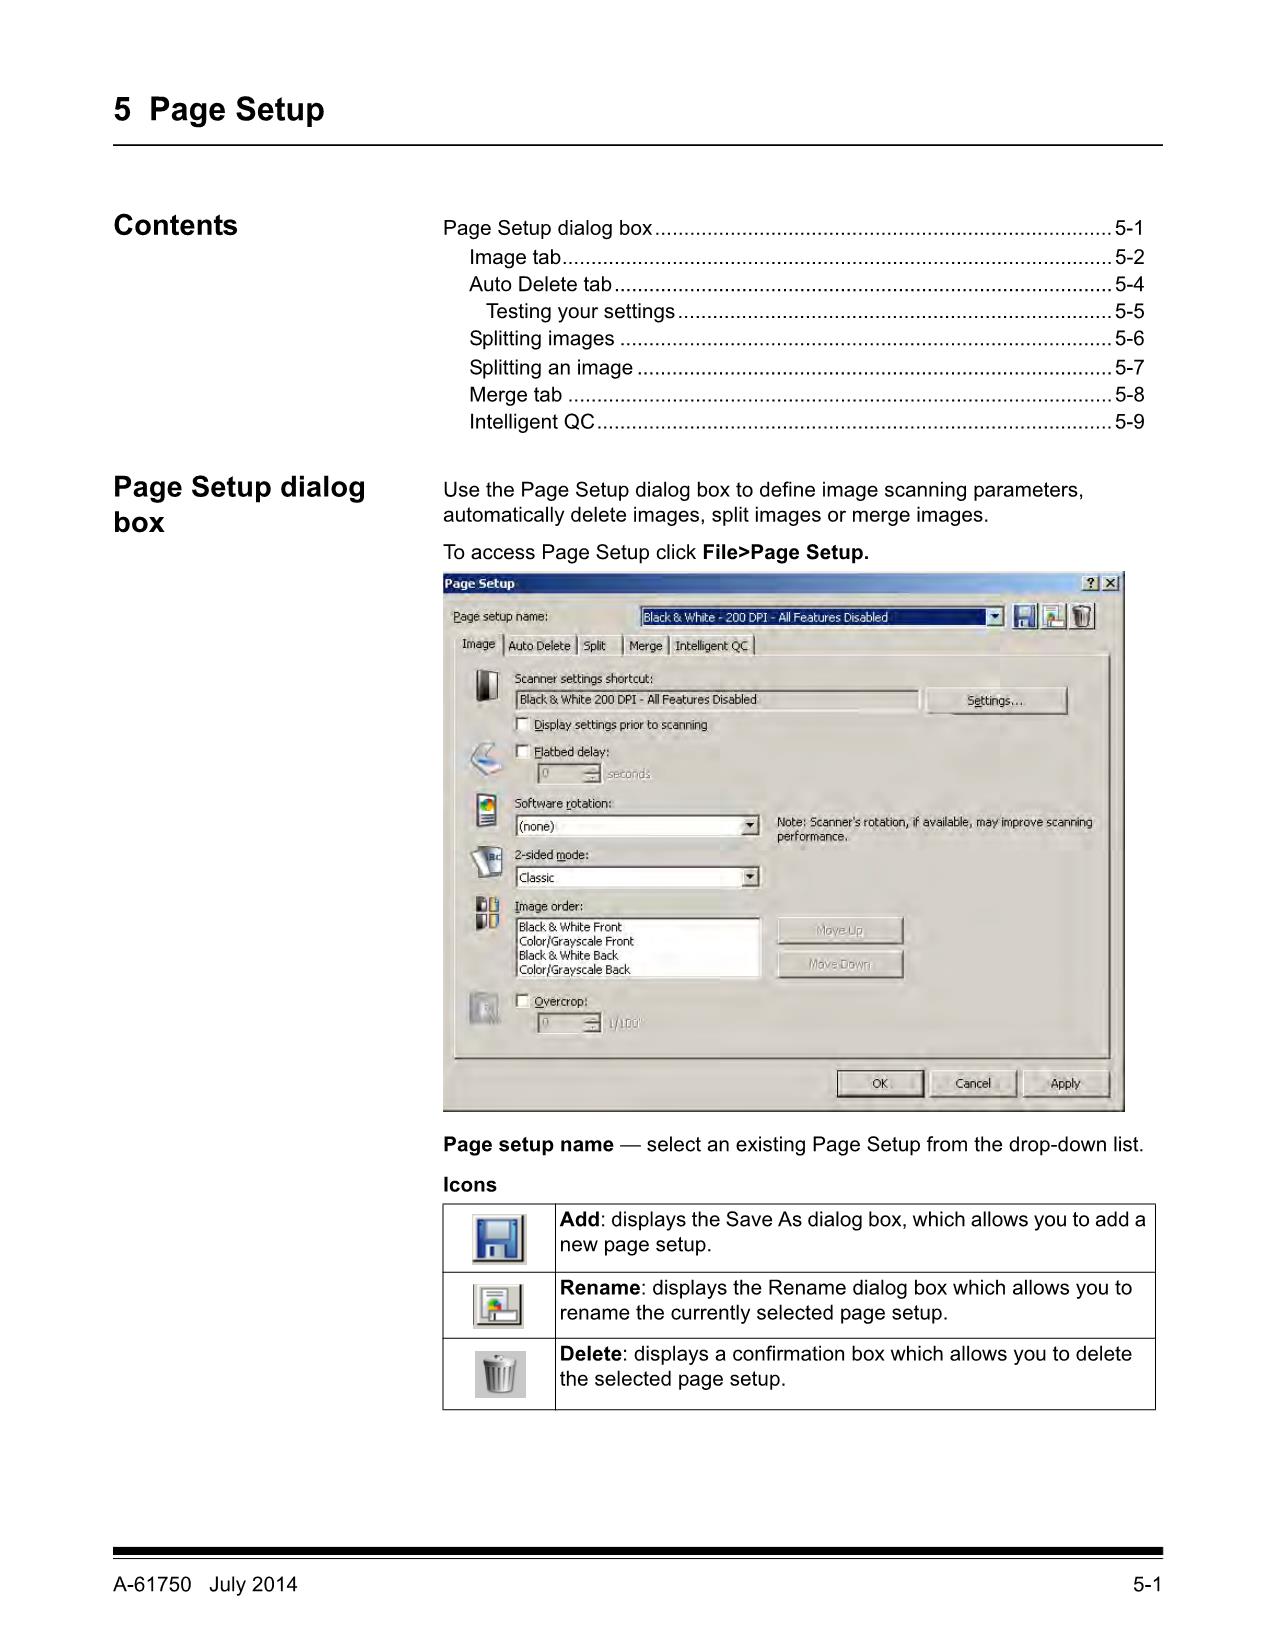 5 Page Setup
Contents
Page Setup dialog box..............................................................................5-1
Image tab..............................................................................................5-2
Auto Delete tab.....................................................................................5-4
Testing your settings..........................................................................5-5
Splitting images ....................................................................................5-6
Splitting an image .................................................................................5-7
Merge tab .............................................................................................5-8
Intelligent QC........................................................................................5-9
Page Setup dialog
box
Use the Page Setup dialog box to define image scanning parameters,
automatically delete images, split images or merge images.
To access Page Setup click File>Page Setup.
Page Setup
Page setup name:
Black & White - 200 DPI - All Features Disabled
Image Auto Delete Split Merge Intelligent QC
Scanner settings shortcut:
Black & White 200 DPI - All Features Disabled
Settings...
Display settings prior to scanning
Flatbed delay:
0 seconds
Software rotation:
(none)
Note: Scanner's rotation, if available, may improve scanning
performance.
2-sided mode:
Classic
Image order:
Black & White Front
Color/Grayscale Front
Black & White Back
Color/Grayscale Back
Move Up
Move Down
Overcrop:
0 1/100"
OK Cancel Apply
Page setup name — select an existing Page Setup from the drop-down list.
Icons
Add: displays the Save As dialog box, which allows you to add a
new page setup.
Rename: displays the Rename dialog box which allows you to
rename the currently selected page setup.
Delete: displays a confirmation box which allows you to delete
the selected page setup.
A-61750 July 2014 5-1